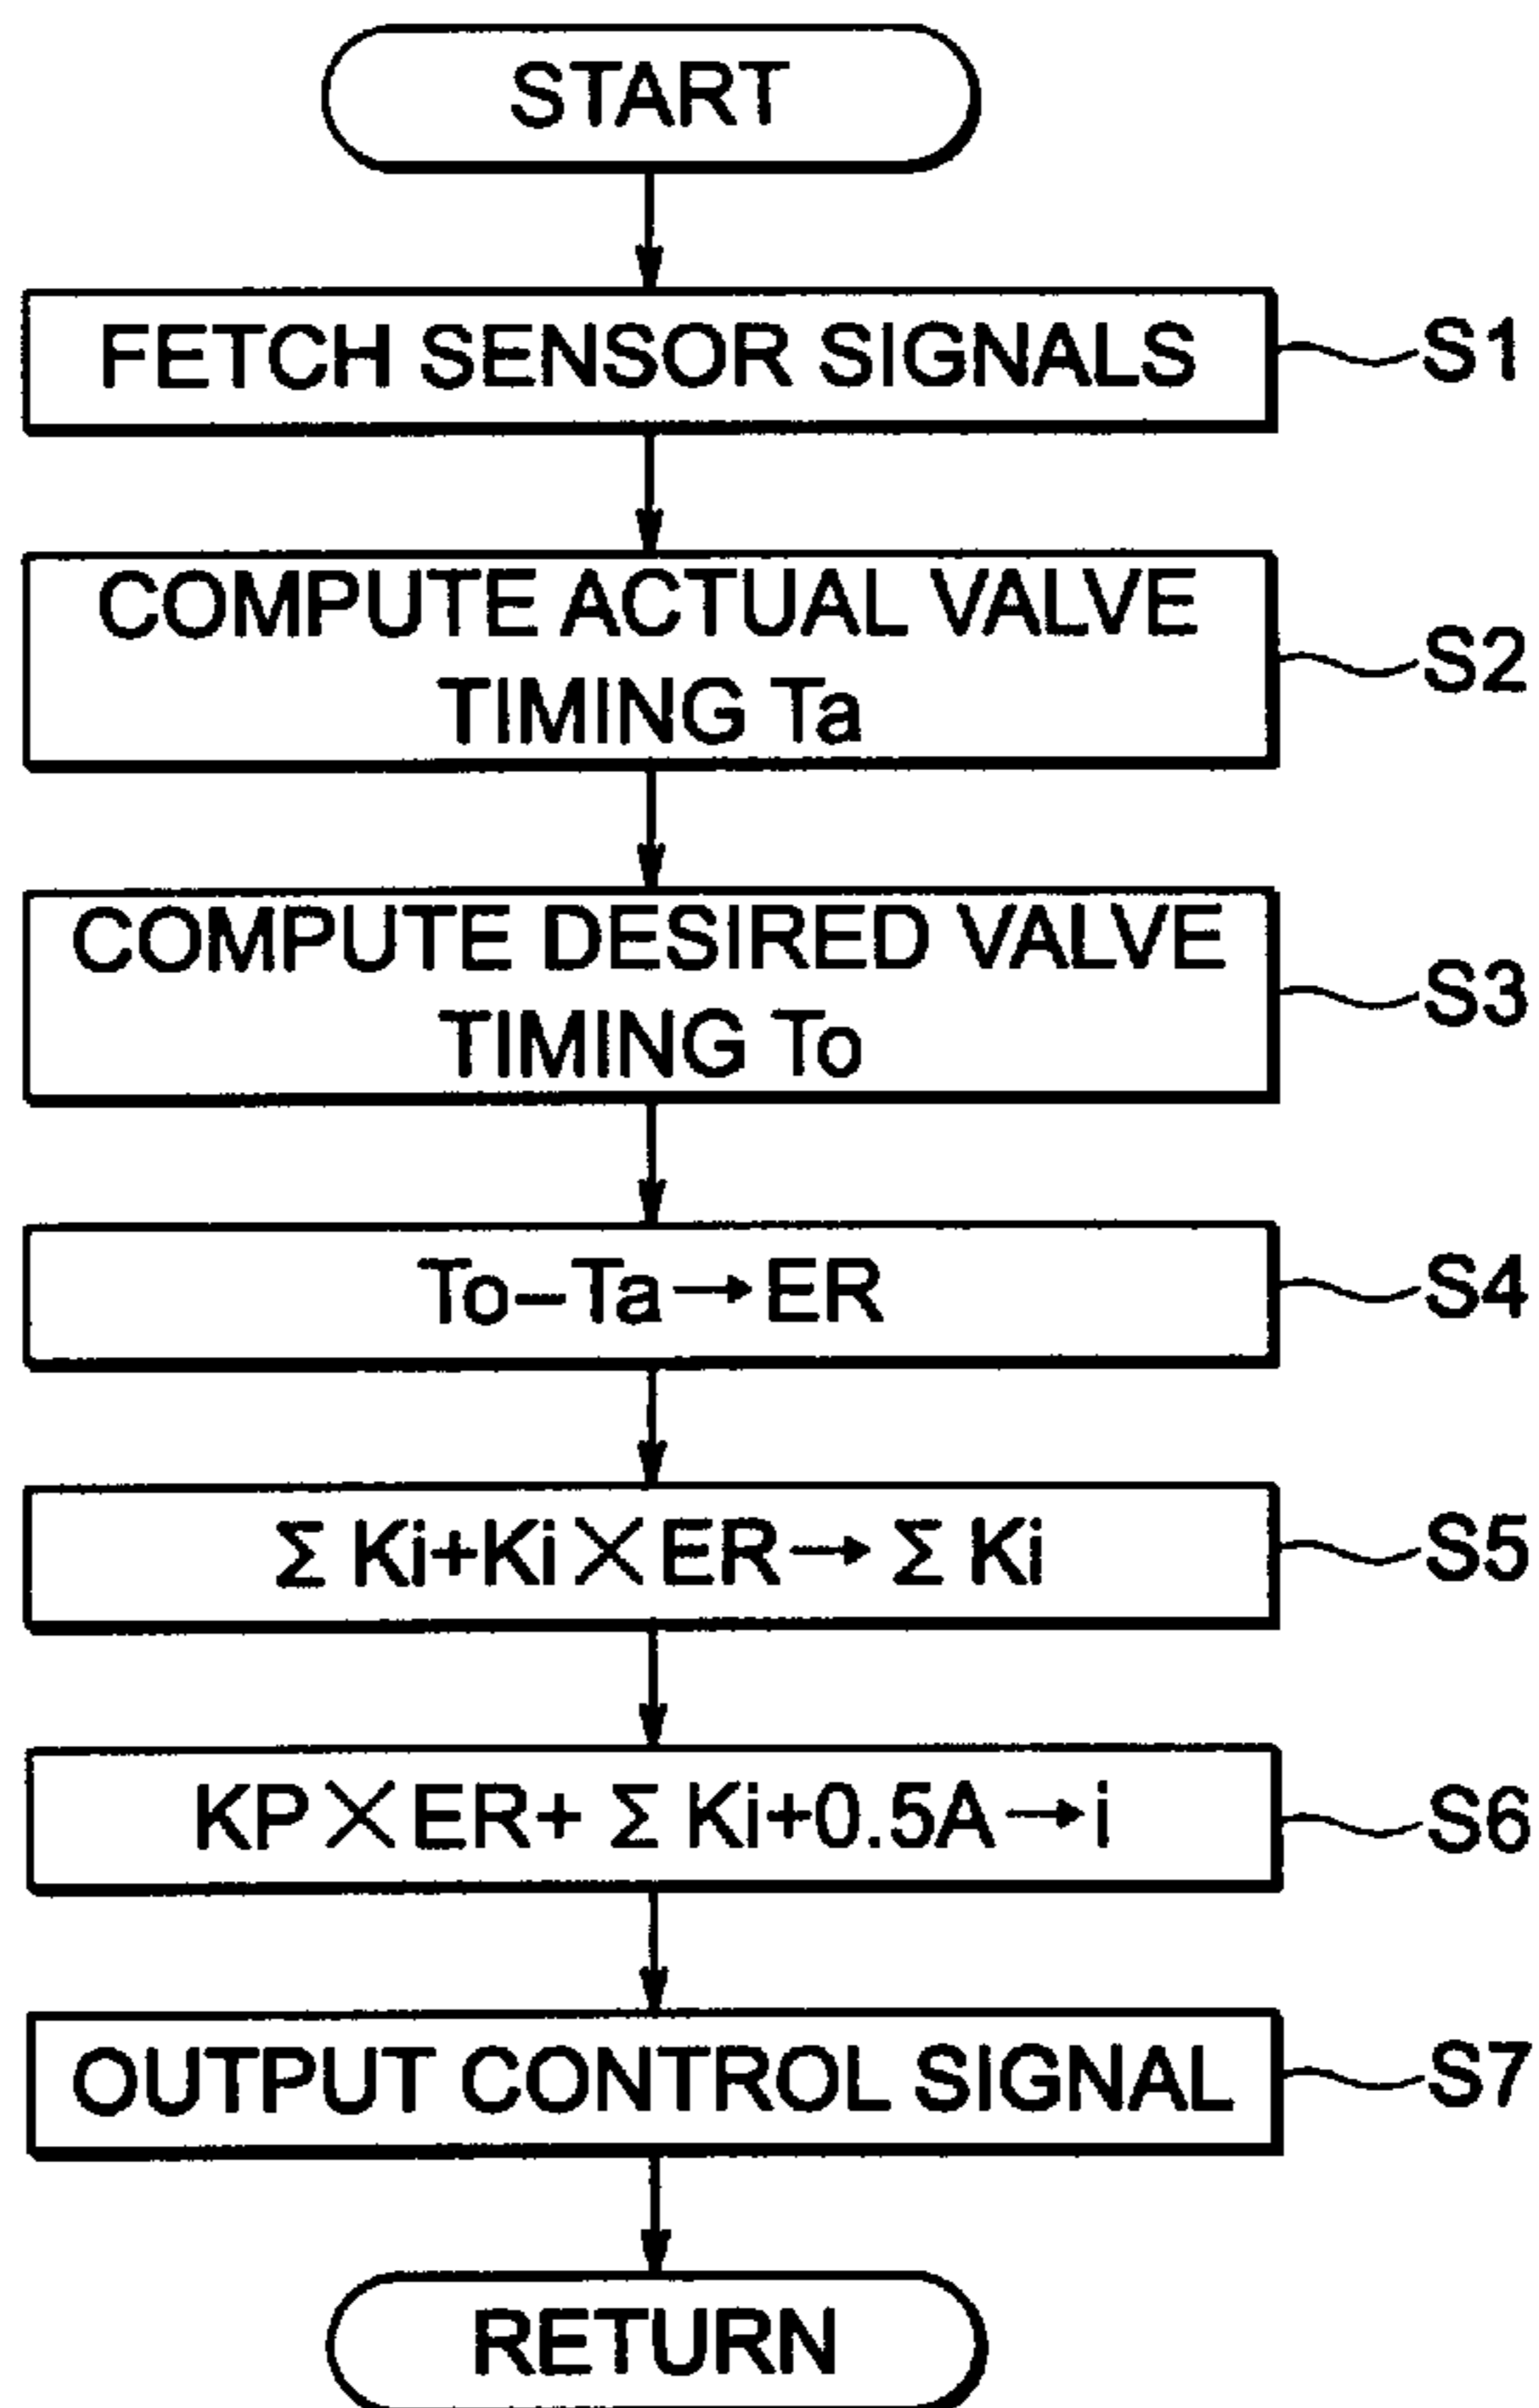 START
FETCH SENSOR SIGNALS
S1
COMPUTE ACTUAL VALVE
TIMING Ta
S2
COMPUTE DESIRED VALVE
TIMING To
S3
To−Ta→ER
S4
Σ Ki+Ki×ER→Σ Ki
S5
KP×ER+ Σ Ki+0.5A→i
S6
OUTPUT CONTROL SIGNAL
S7
RETURN